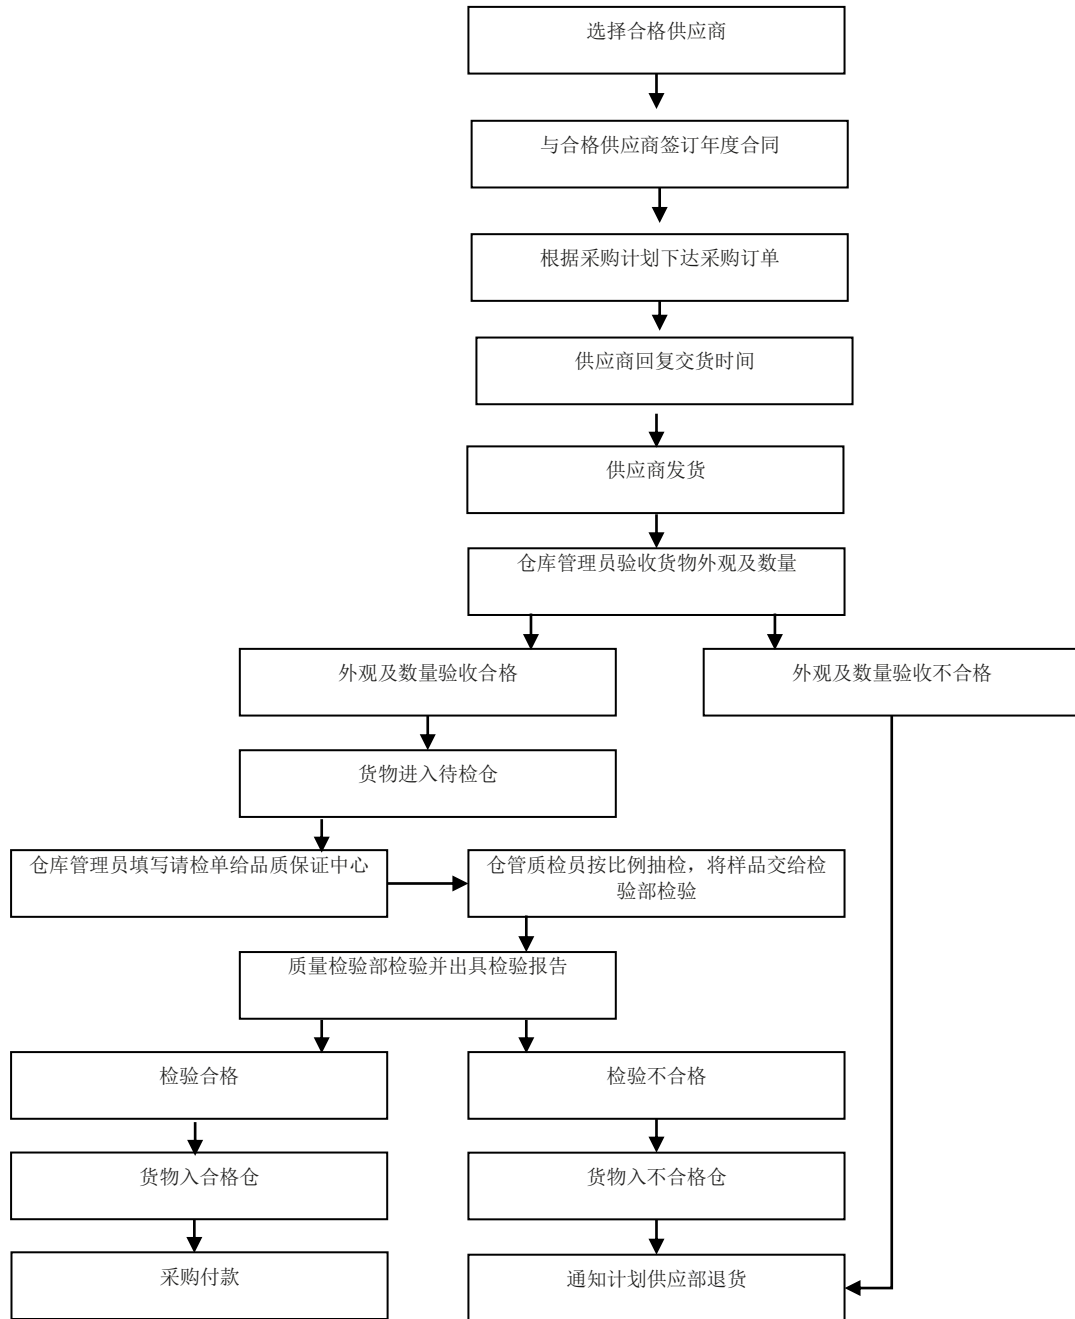 选择合格供应商
与合格供应商签订年度合同
根据采购计划下达采购订单
供应商回复交货时间
供应商发货
仓库管理员验收货物外观及数量
外观及数量验收合格
外观及数量验收不合格
货物进入待检仓
仓库管理员填写请检单给品质保证中心
仓管质检员按比例抽检，将样品交给检
验部检验
质量检验部检验并出具检验报告
检验合格
检验不合格
货物入合格仓
货物入不合格仓
采购付款
通知计划供应部退货